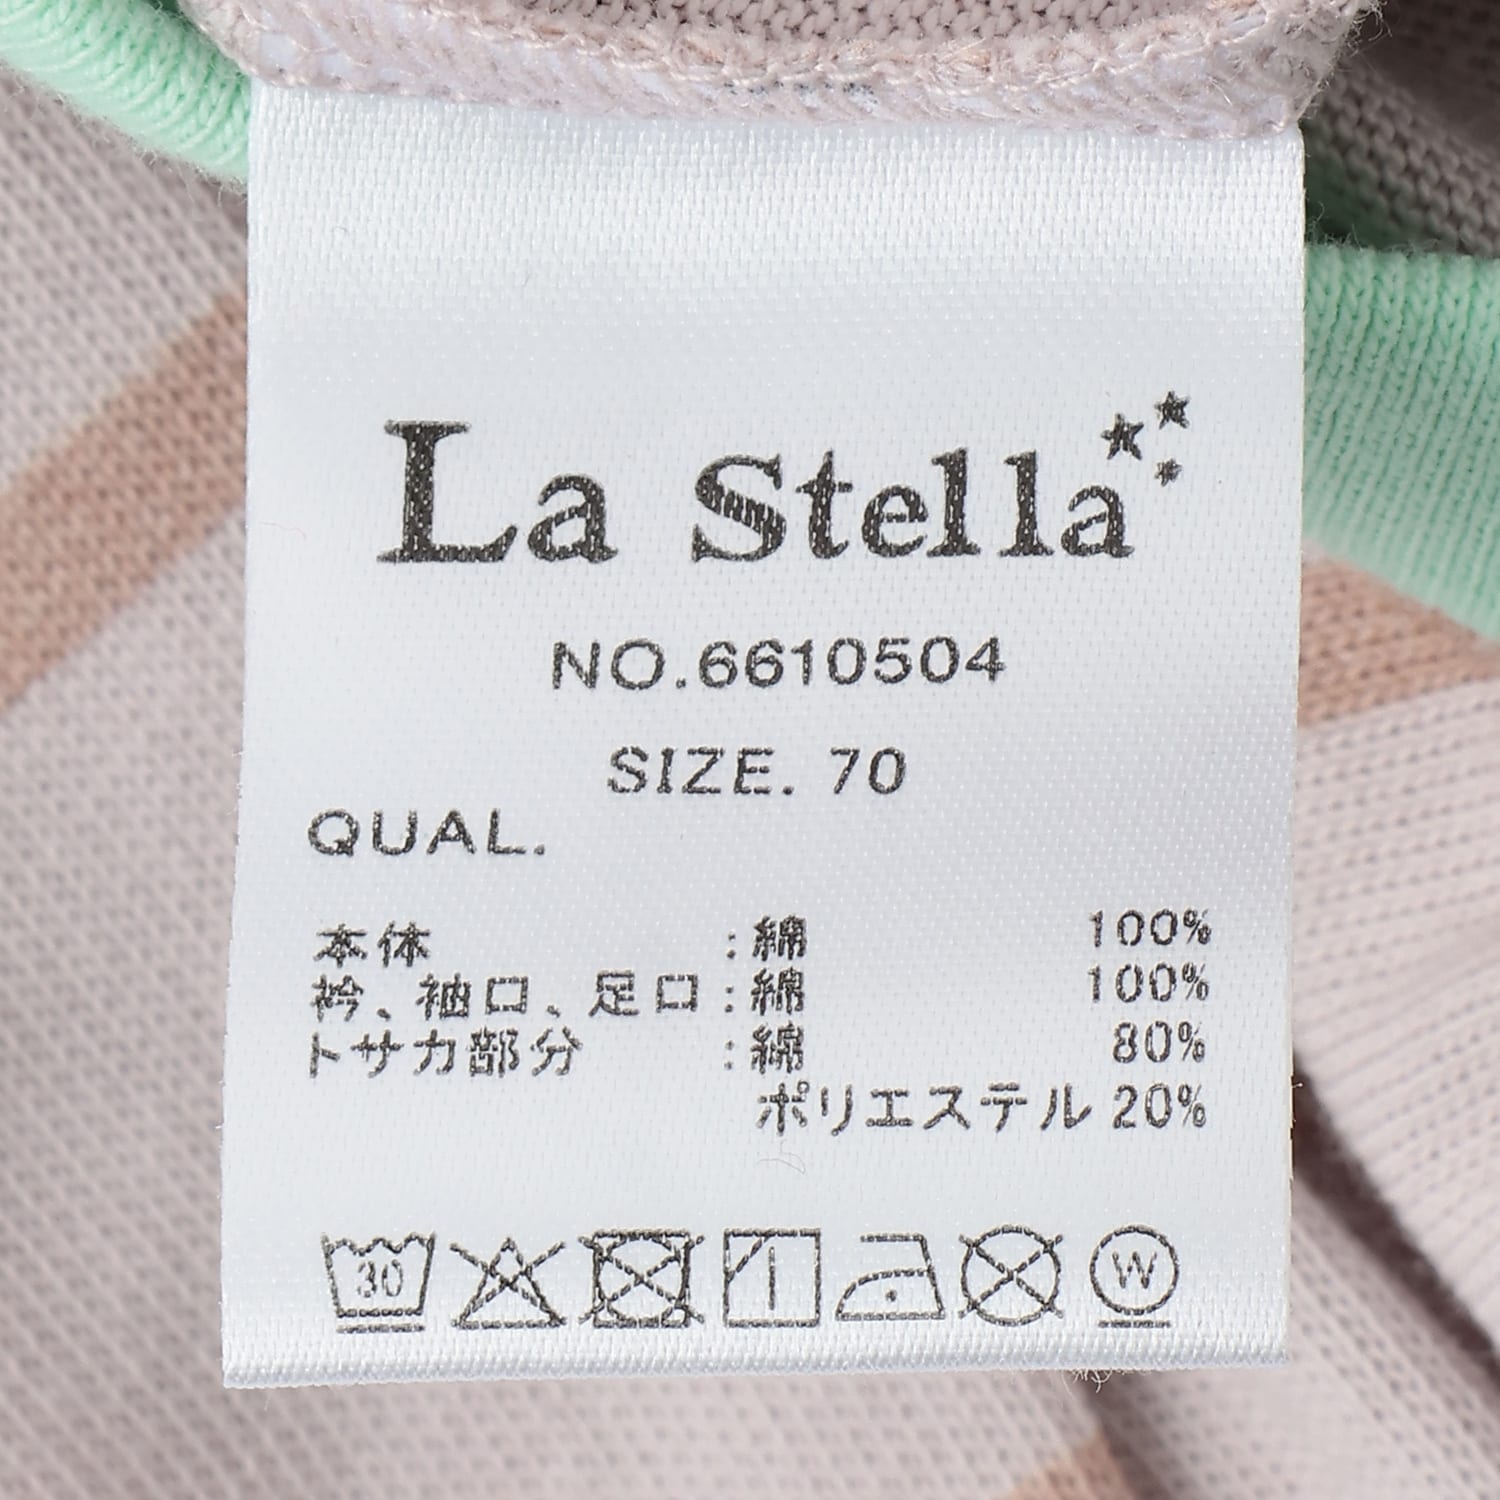 La Stella
NO.6610504
SIZE. 70
QUAL.
本体 :綿 100%
衿、袖口、足口:綿 100%
トサカ部分 :綿 80%
ポリエステル 20%
30 W